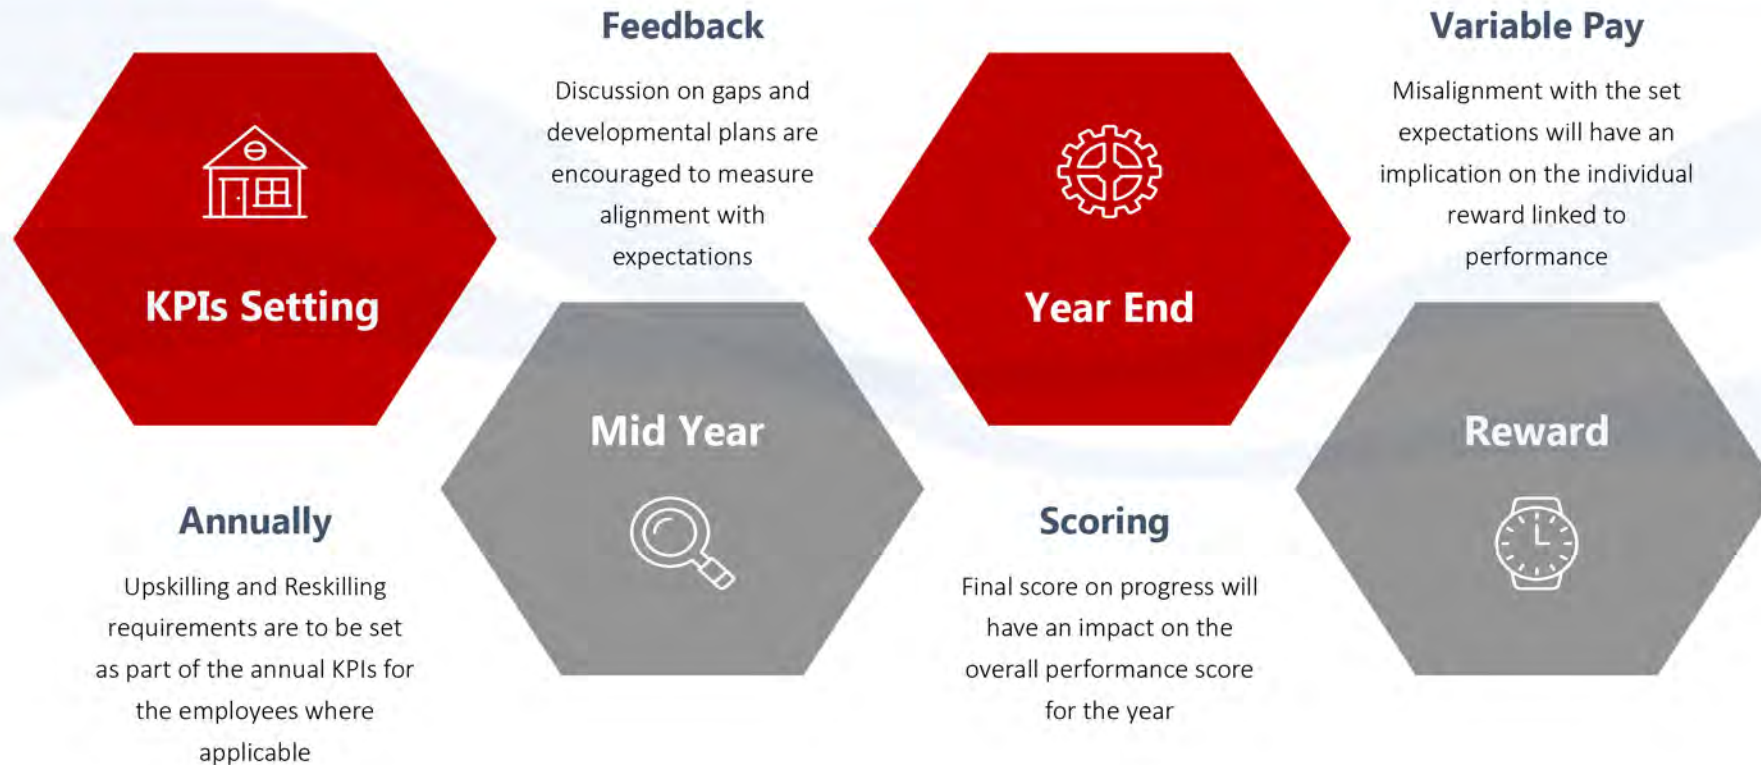 KPIs Setting
Annually
Upskilling and Reskilling
requirements are to be set
as part of the annual KPIs for
the employees where
applicable
Feedback
Discussion on gaps and
developmental plans are
encouraged to measure
alignment with
expectations
Mid Year
Year End
Scoring
Final score on progress will
have an impact on the
overall performance score
for the year
Variable Pay
Misalignment with the set
expectations will have an
implication on the individual
reward linked to
performance
Reward